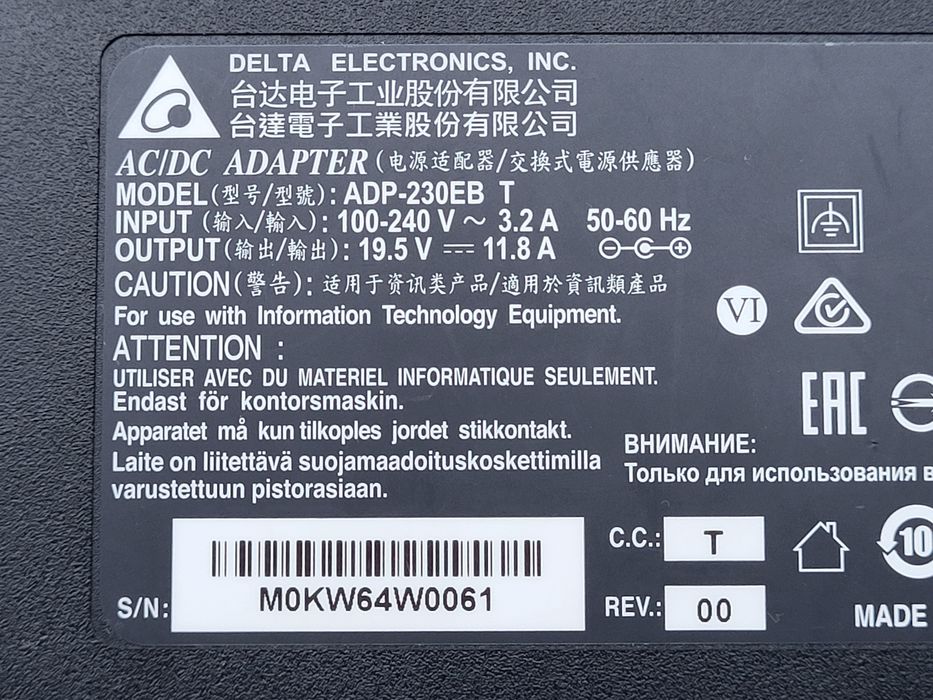 DELTA ELECTRONICS, INC.
台达电子工业股份有限公司
台達電子工業股份有限公司
AC/DC ADAPTER (电源适配器/交換式電源供應器)
MODEL(型号/型號): ADP-230EB T
INPUT (输入/輸入): 100-240 V ~ 3.2 A 50-60 Hz
OUTPUT(输出/輸出): 19.5 V ⎓ 11.8 A
CAUTION(警告): 适用于资讯类产品/適用於資訊類產品
For use with Information Technology Equipment.
VI
ATTENTION :
UTILISER AVEC DU MATERIEL INFORMATIQUE SEULEMENT.
Endast för kontorsmaskin.
EAC
Apparatet må kun tilkoples jordet stikkontakt.
Laite on liitettävä suojamaadoituskoskettimilla
varustettuun pistorasiaan.
ВНИМАНИЕ:
Только для использования в
S/N: M0KW64W0061
C.C.: T
10
REV.: 00
MADE